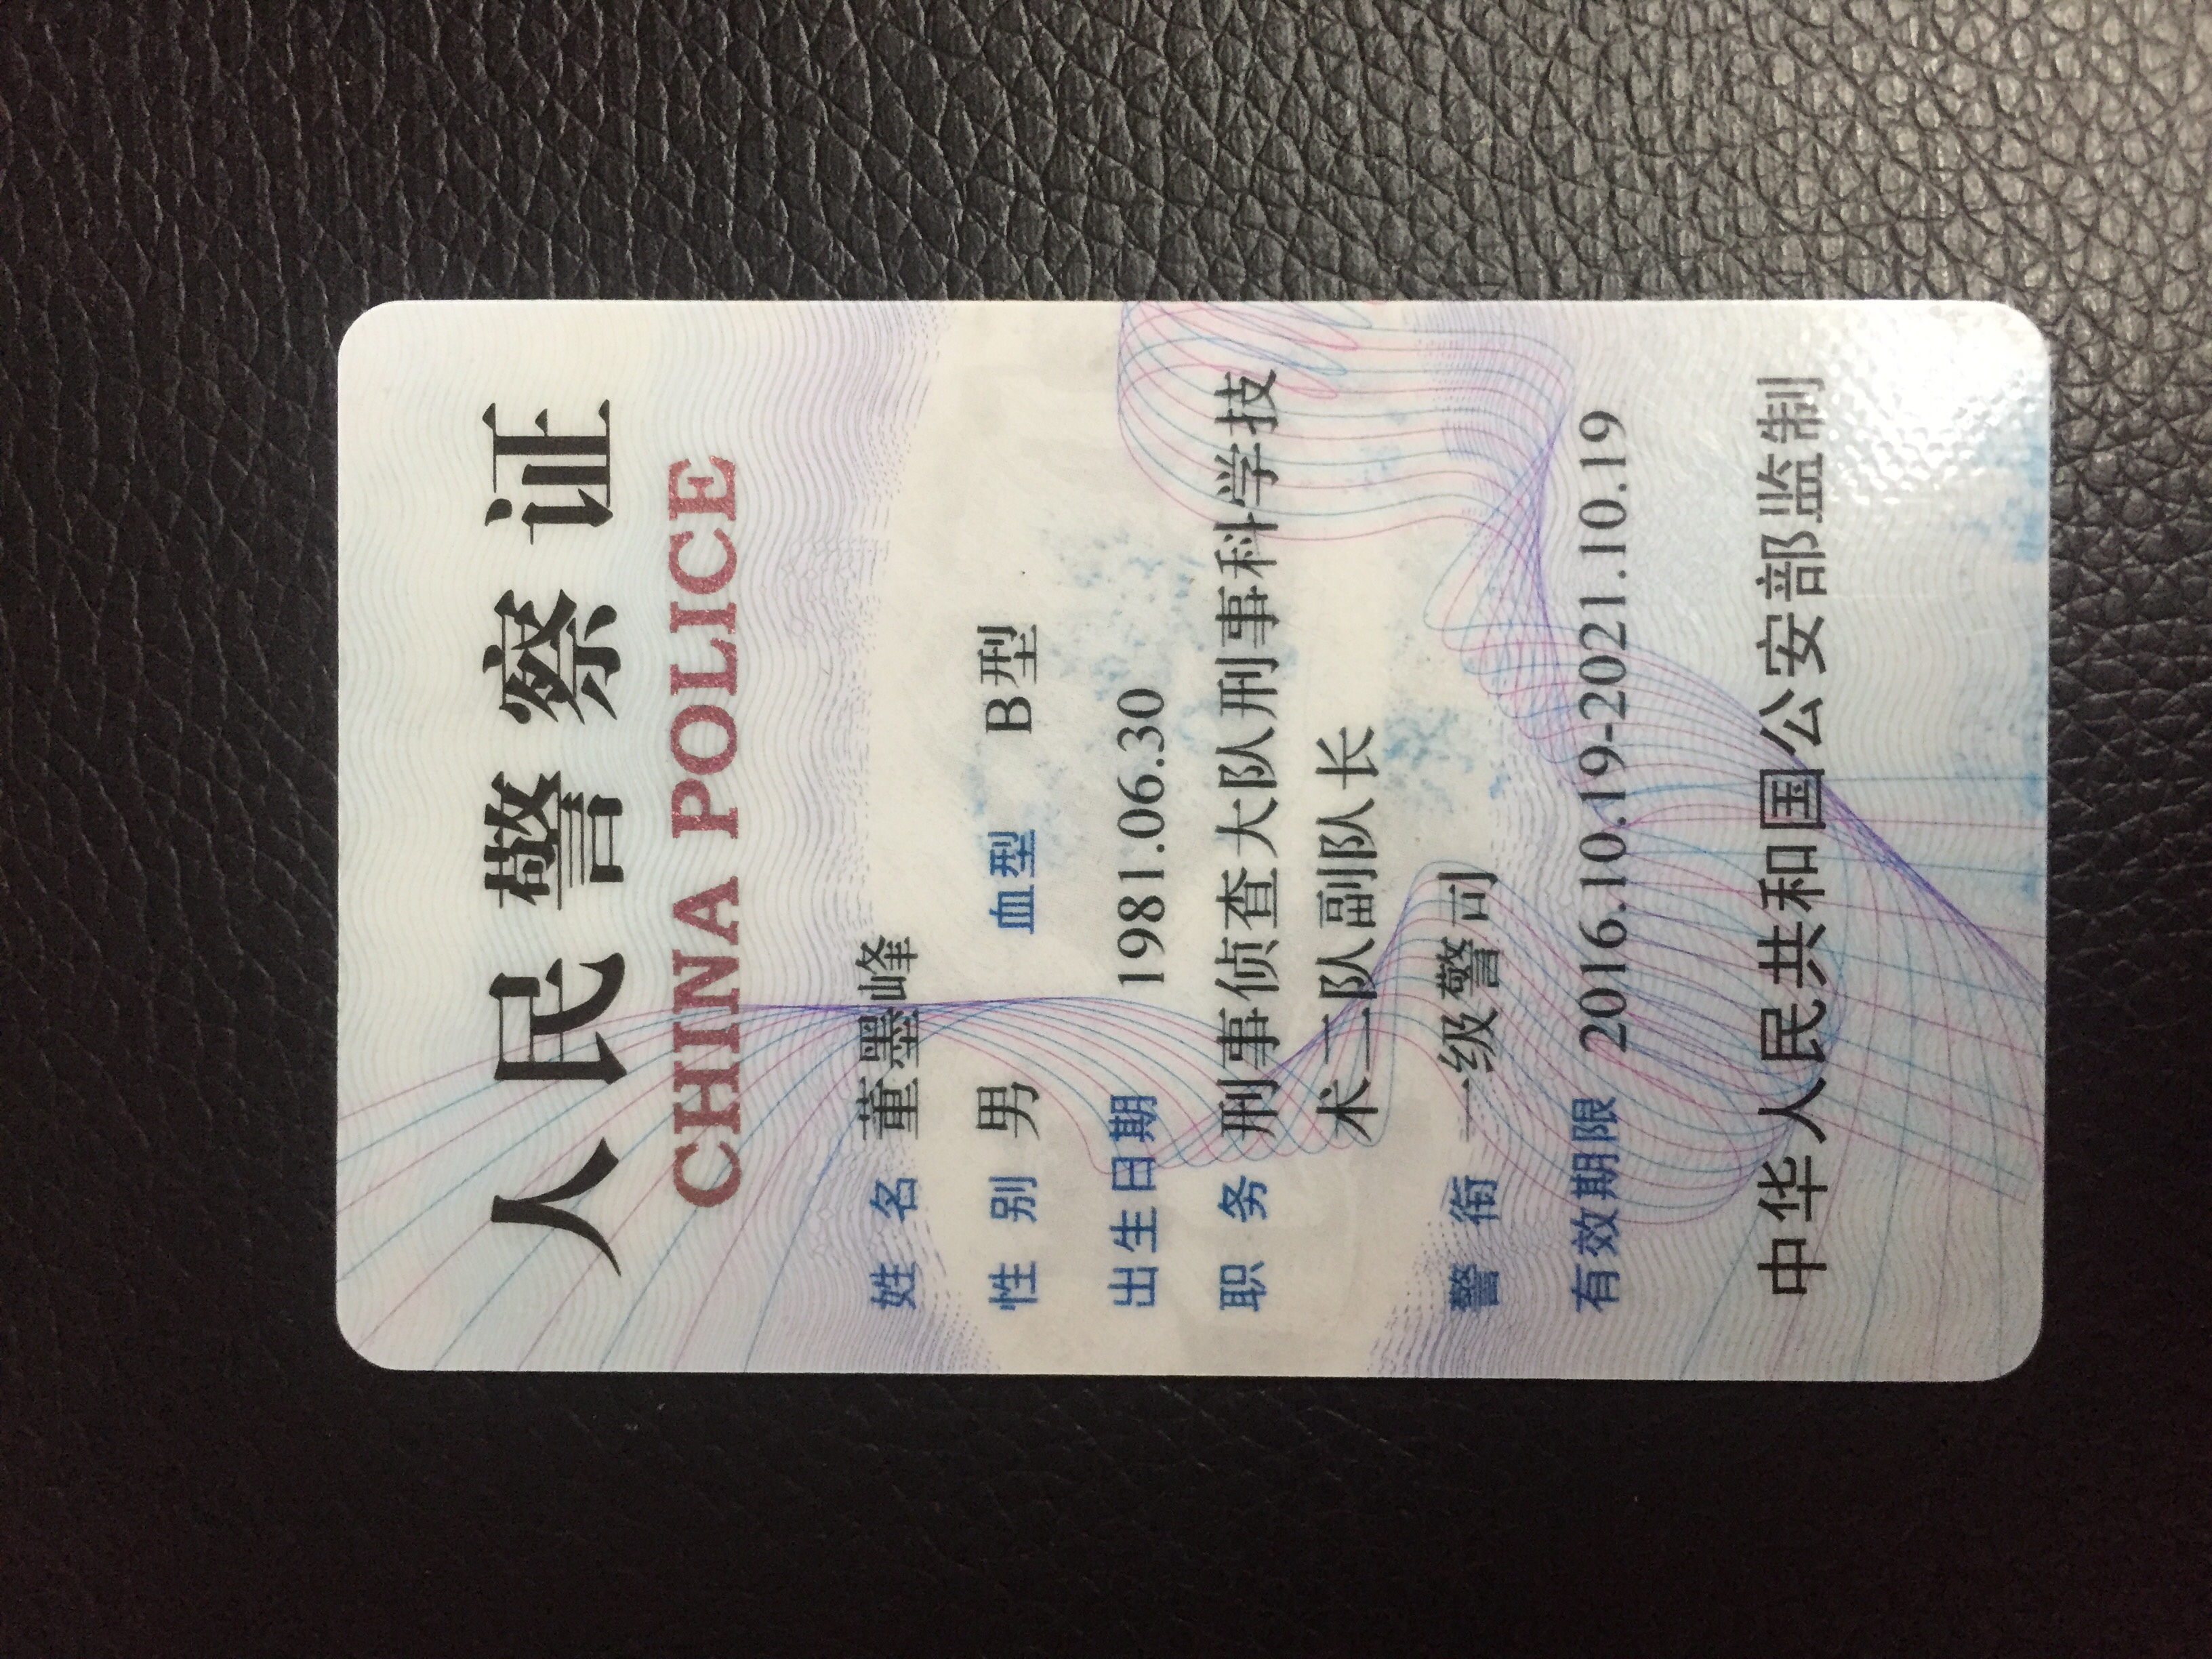 人民警察证
CHINA POLICE
姓 名 董墨峰
性 别 男 血型 B型
出生日期 1981.06.30
职 务 刑事侦查大队刑事科学技
术二队副队长
警 衔 一级警司
有效期限 2016.10.19-2021.10.19
中华人民共和国公安部监制